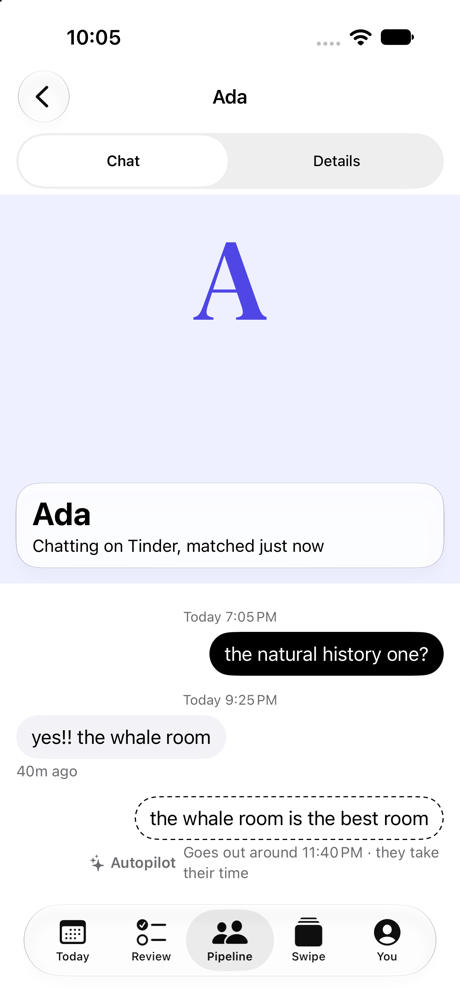 10:05
Ada
Chat
Details
A
Ada
Chatting on Tinder, matched just now
Today 7:05 PM
the natural history one?
Today 9:25 PM
yes!! the whale room
40m ago
the whale room is the best room
Autopilot
Goes out around 11:40 PM · they take
their time
Today
Review
Pipeline
Swipe
You